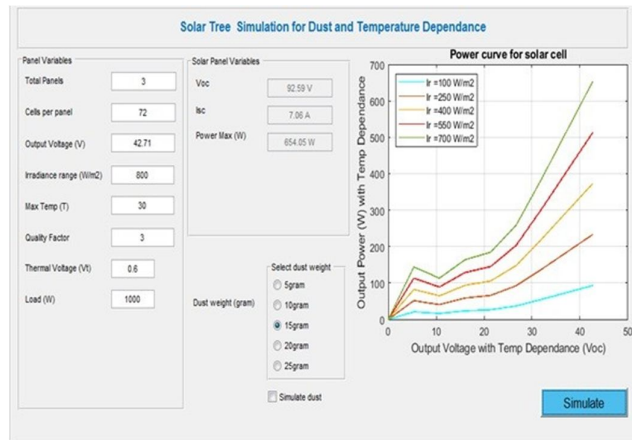 Solar Tree Simulation for Dust and Temperature Dependance
Panel Variables
Total Panels 3
Cells per panel 72
Output Voltage (V) 42.71
Irradiance range (W/m2) 800
Max Temp (T) 30
Quality Factor 3
Thermal Voltage (Vt) 0.6
Load (W) 1000
Solar Panel Variables
Voc 92.59 V
Isc 7.06 A
Power Max (W) 654.05 W
Dust weight (gram)
Select dust weight
5gram
10gram
15gram
20gram
25gram
Simulate dust
Power curve for solar cell
Output Power (W) with Temp Dependance
700
600
500
400
300
200
100
0
Ir =100 W/m2
Ir =250 W/m2
Ir =400 W/m2
Ir =550 W/m2
Ir =700 W/m2
0 10 20 30 40 50
Output Voltage with Temp Dependance (Voc)
Simulate